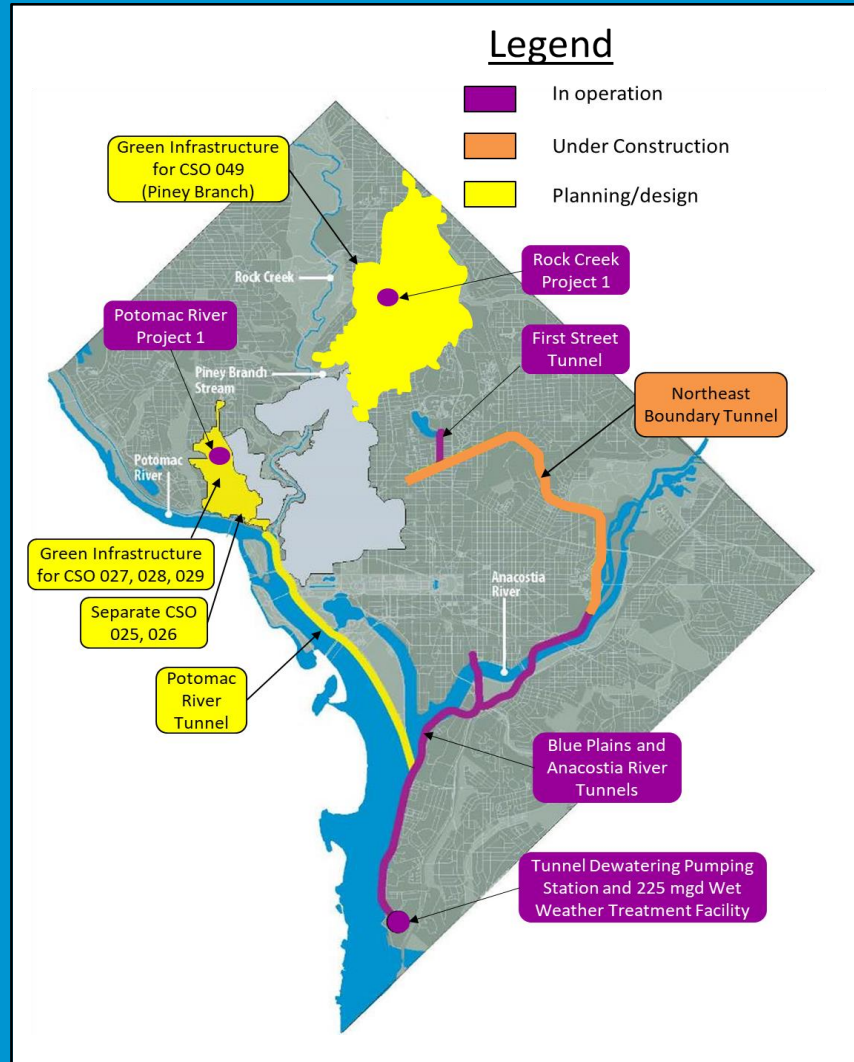 Legend
In operation
Under Construction
Planning/design
Green Infrastructure
for CSO 049
(Piney Branch)
Rock Creek
Rock Creek
Project 1
Potomac River
Project 1
First Street
Tunnel
Piney Branch
Stream
Northeast
Boundary Tunnel
Potomac
River
Green Infrastructure
for CSO 027, 028, 029
Anacostia
River
Separate CSO
025, 026
Potomac
River
Tunnel
Blue Plains and
Anacostia River
Tunnels
Tunnel Dewatering Pumping
Station and 225 mgd Wet
Weather Treatment Facility